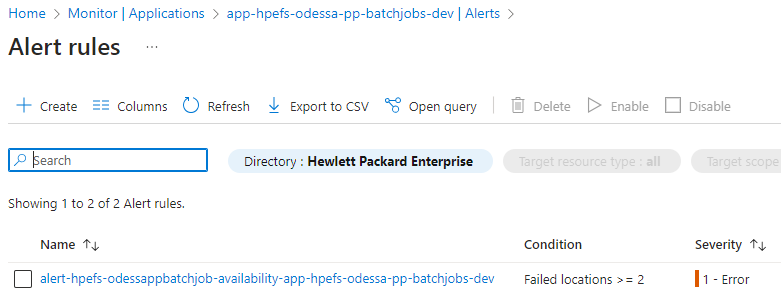 Home > Monitor | Applications > app-hpefs-odessa-pp-batchjobs-dev | Alerts >
Alert rules ...
Create Columns Refresh Export to CSV Open query Delete Enable Disable
Search Directory : Hewlett Packard Enterprise Target resource type : all Target scope
Showing 1 to 2 of 2 Alert rules.
Name ↑↓ Condition Severity ↑↓
alert-hpefs-odessappbatchjob-availability-app-hpefs-odessa-pp-batchjobs-dev Failed locations >= 2 1 - Error